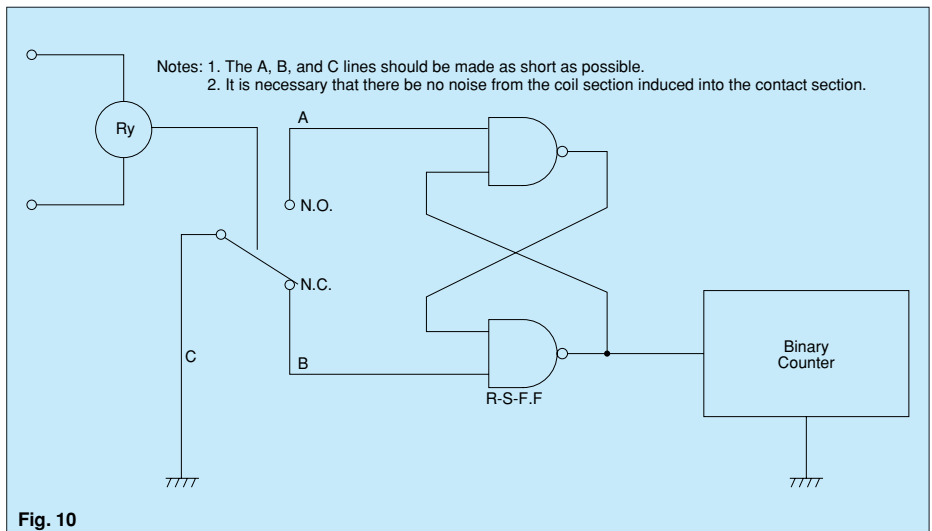 Notes: 1. The A, B, and C lines should be made as short as possible.
2. It is necessary that there be no noise from the coil section induced into the contact section.
Ry
A
N.O.
N.C.
C
B
R-S-F.F
Binary
Counter
Fig. 10